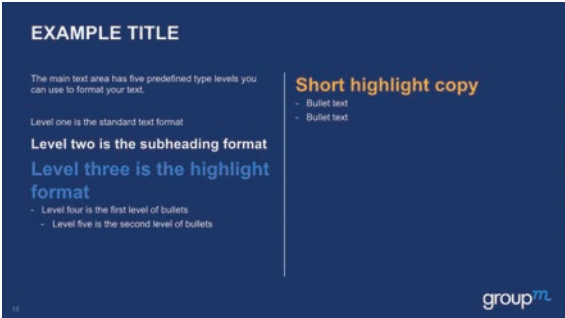 EXAMPLE TITLE
The main text area has five predefined type levels you
can use to format your text.
Level one is the standard text format
Level two is the subheading format
Level three is the highlight
format
- Level four is the first level of bullets
- Level five is the second level of bullets
Short highlight copy
- Bullet text
- Bullet text
13
groupm